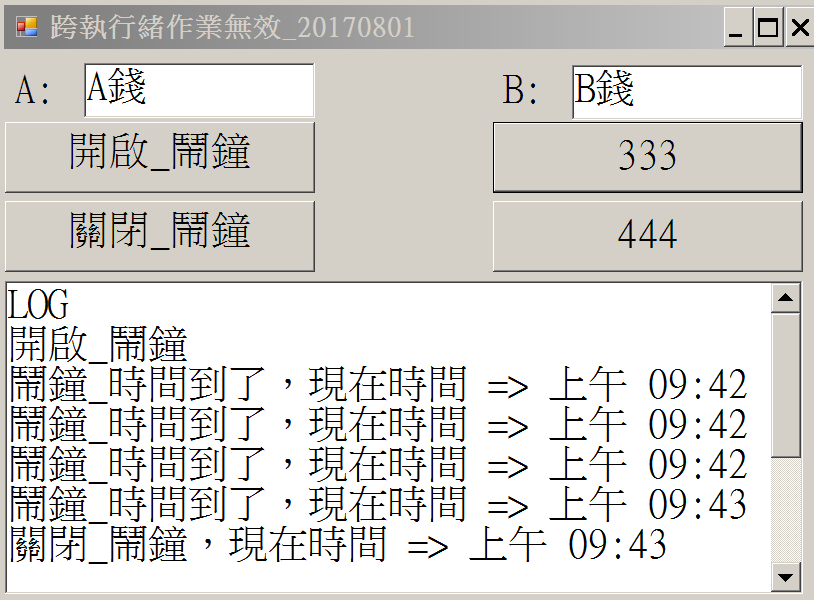 跨執行緒作業無效_20170801
A: A錢 B: B錢
開啟_鬧鐘 333
關閉_鬧鐘 444
LOG
開啟_鬧鐘
鬧鐘_時間到了，現在時間 => 上午 09:42
鬧鐘_時間到了，現在時間 => 上午 09:42
鬧鐘_時間到了，現在時間 => 上午 09:42
鬧鐘_時間到了，現在時間 => 上午 09:43
關閉_鬧鐘，現在時間 => 上午 09:43